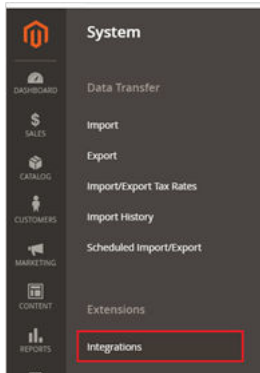 System
DASHBOARD
Data Transfer
SALES
Import
Export
CATALOG
Import/Export Tax Rates
CUSTOMERS
Import History
Scheduled Import/Export
MARKETING
CONTENT
Extensions
REPORTS
Integrations